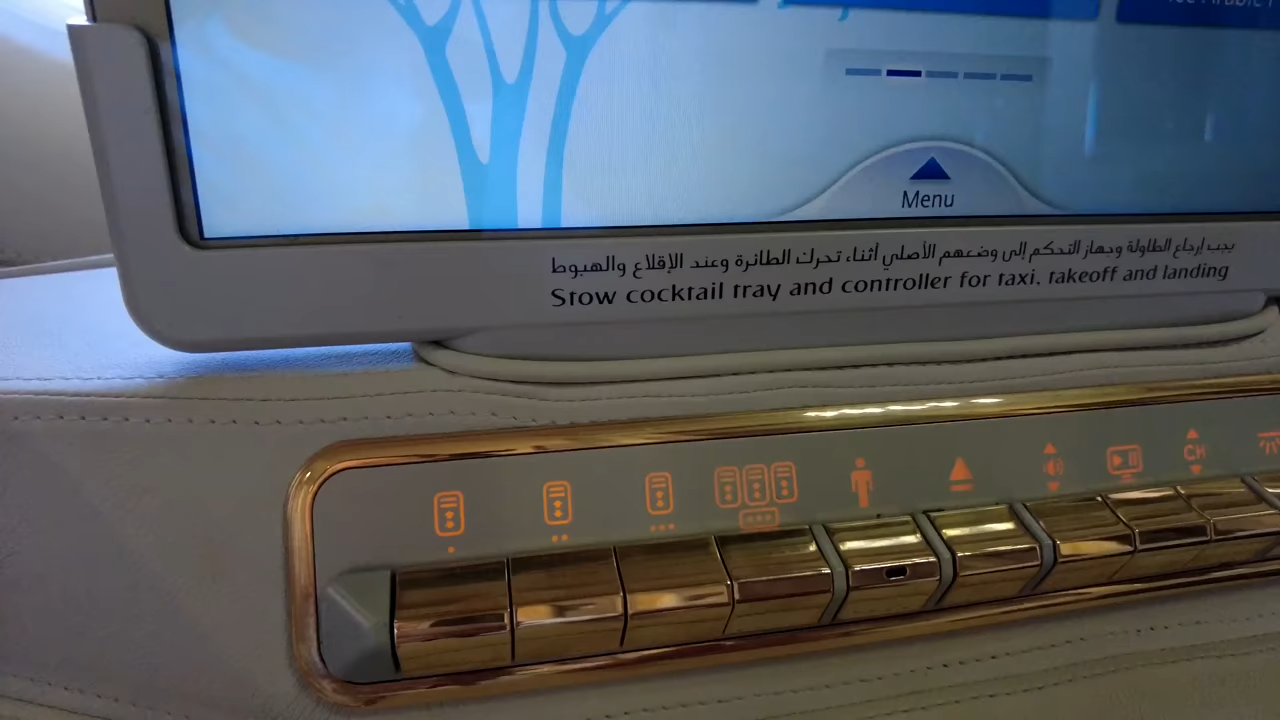 Menu
يجب إرجاع الطاولة وجهاز التحكم إلى وضعهم الأصلي أثناء تحرك الطائرة وعند الإقلاع والهبوط
Stow cocktail tray and controller for taxi, takeoff and landing
CH